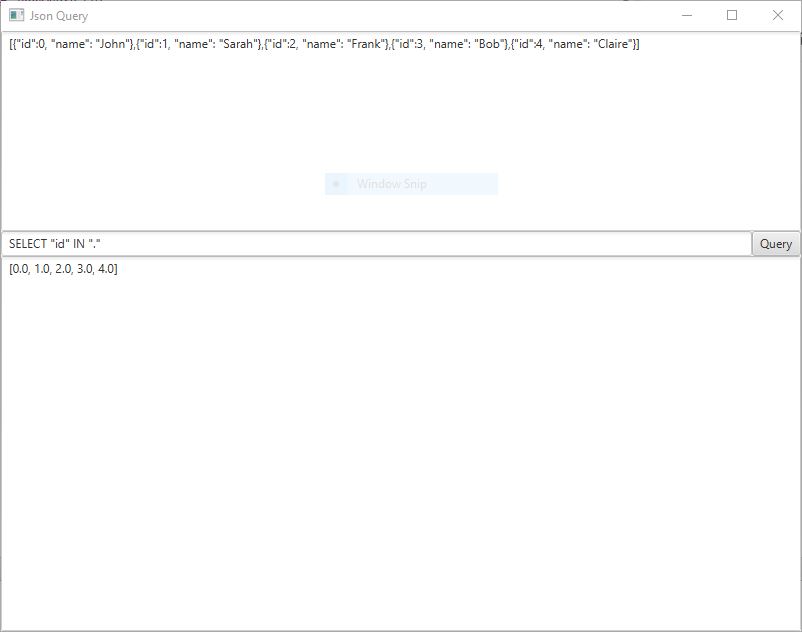 Json Query
[{"id":0, "name": "John"},{"id":1, "name": "Sarah"},{"id":2, "name": "Frank"},{"id":3, "name": "Bob"},{"id":4, "name": "Claire"}]
Window Snip
SELECT "id" IN "."
Query
[0.0, 1.0, 2.0, 3.0, 4.0]